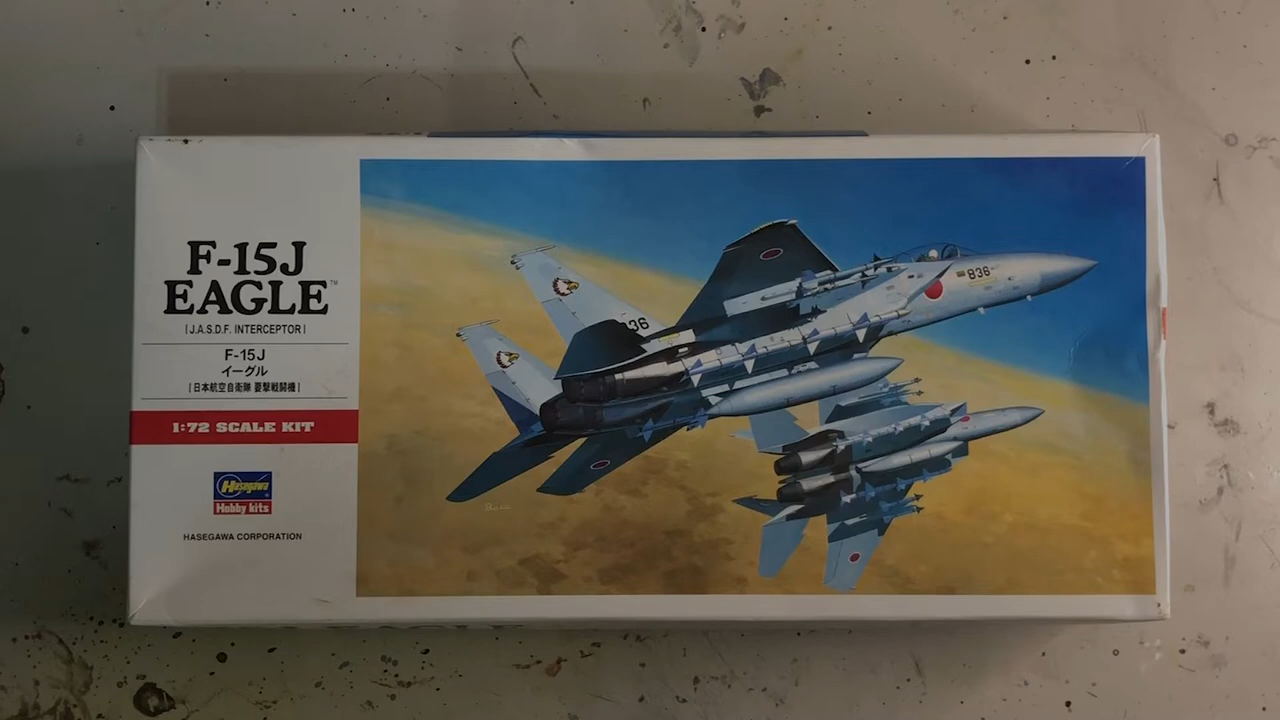 F-15J
EAGLE™
[J.A.S.D.F. INTERCEPTOR]
F-15J
イーグル
[日本航空自衛隊 要撃戦闘機]
1:72 SCALE KIT
Hasegawa
Hobby kits
HASEGAWA CORPORATION
836
836